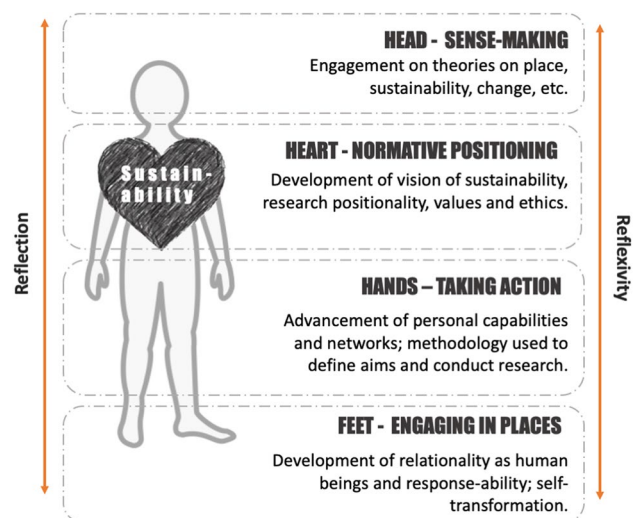 HEAD - SENSE-MAKING
Engagement on theories on place,
sustainability, change, etc.
Sustain-
ability
HEART - NORMATIVE POSITIONING
Development of vision of sustainability,
research positionality, values and ethics.
Reflection
Reflexivity
HANDS – TAKING ACTION
Advancement of personal capabilities
and networks; methodology used to
define aims and conduct research.
FEET - ENGAGING IN PLACES
Development of relationality as human
beings and response-ability; self-
transformation.